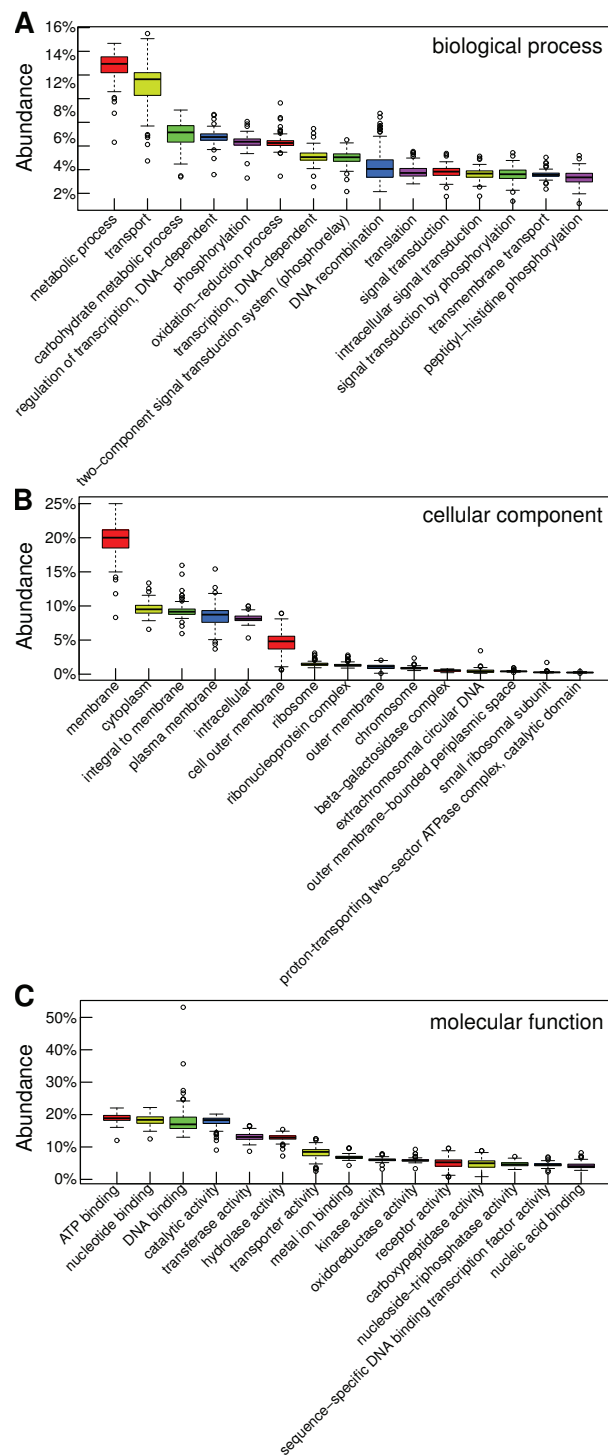 A
biological process
Abundance
16%
12%
8%
6%
4%
2%
metabolic process
transport
carbohydrate metabolic process
regulation of transcription, DNA−dependent
phosphorylation
oxidation−reduction process
transcription, DNA−dependent
two−component signal transduction system (phosphorelay)
DNA recombination
translation
signal transduction
intracellular signal transduction
signal transduction by phosphorylation
transmembrane transport
peptidyl−histidine phosphorylation
B
cellular component
Abundance
25%
20%
15%
10%
5%
0%
membrane
cytoplasm
integral to membrane
plasma membrane
intracellular
cell outer membrane
ribosome
ribonucleoprotein complex
outer membrane
chromosome
beta−galactosidase complex
extrachromosomal circular DNA
outer membrane−bounded periplasmic space
small ribosomal subunit
proton-transporting two−sector ATPase complex, catalytic domain
C
molecular function
Abundance
50%
40%
30%
20%
10%
0%
ATP binding
nucleotide binding
DNA binding
catalytic activity
transferase activity
hydrolase activity
transporter activity
metal ion binding
kinase activity
oxidoreductase activity
receptor activity
carboxypeptidase activity
nucleoside−triphosphatase activity
sequence−specific DNA binding transcription factor activity
nucleic acid binding